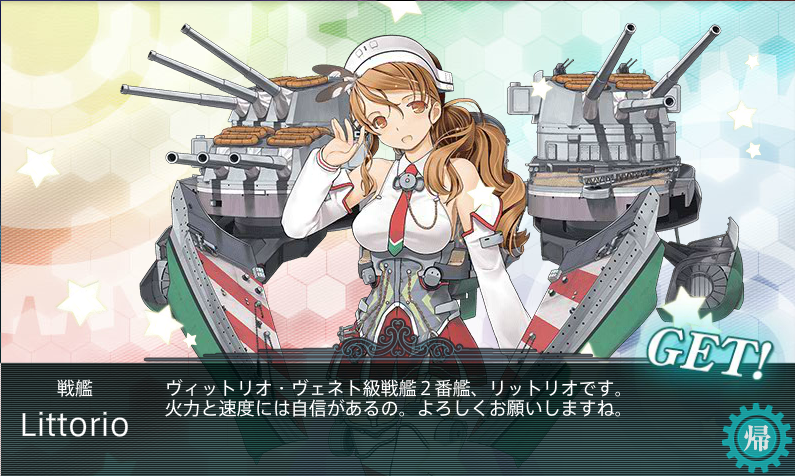 GET!
戦艦
Littorio
ヴィットリオ・ヴェネト級戦艦２番艦、リットリオです。
火力と速度には自信があるの。よろしくお願いしますね。
帰